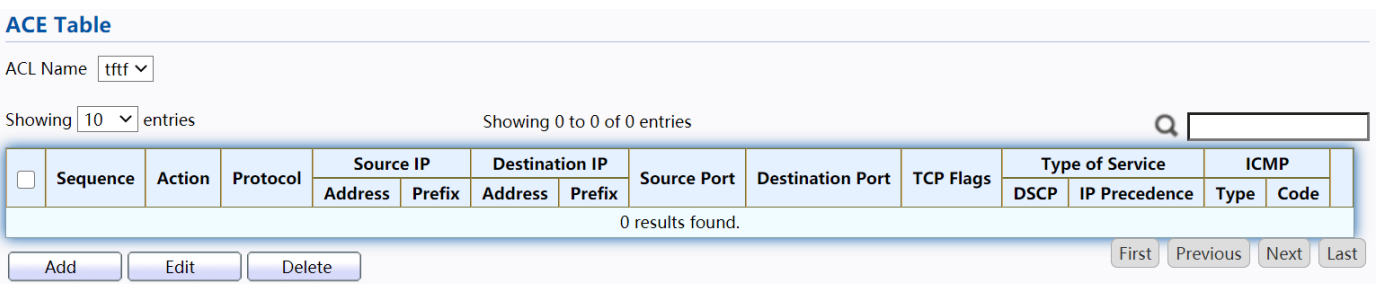 ACE Table
ACL Name tftf
Showing 10 entries Showing 0 to 0 of 0 entries
Sequence Action Protocol Source IP Destination IP Source Port Destination Port TCP Flags Type of Service ICMP
Address Prefix Address Prefix DSCP IP Precedence Type Code
0 results found.
Add Edit Delete First Previous Next Last